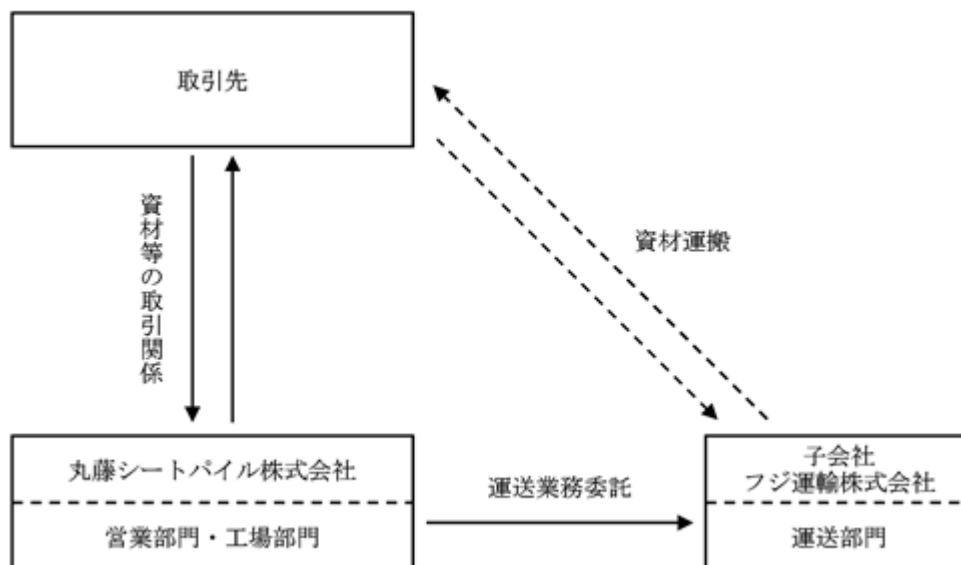 取引先
資材等の取引関係
資材運搬
丸藤シートパイル株式会社
営業部門・工場部門
運送業務委託
子会社
フジ運輸株式会社
運送部門